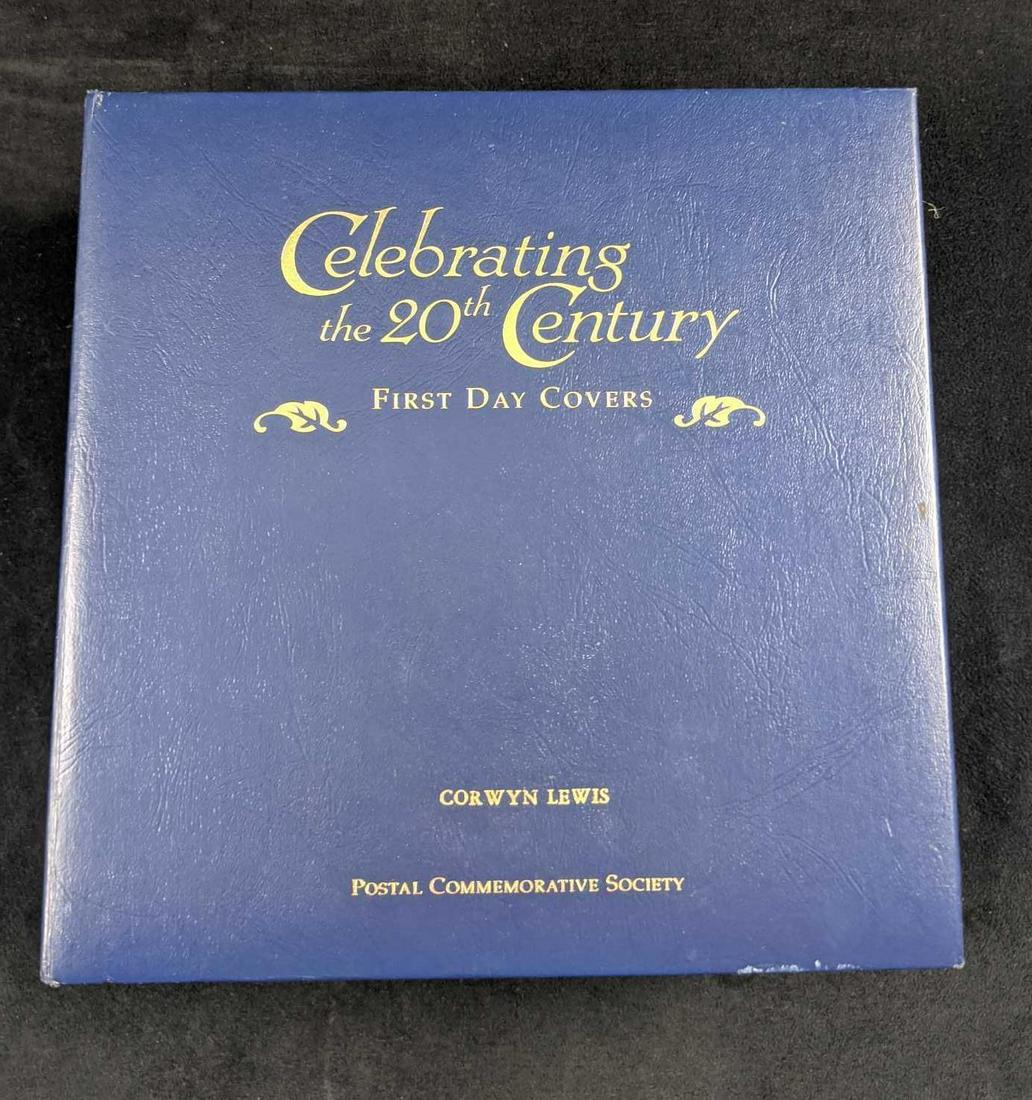 Celebrating
the 20th Century
First Day Covers
CORWYN LEWIS
Postal Commemorative Society